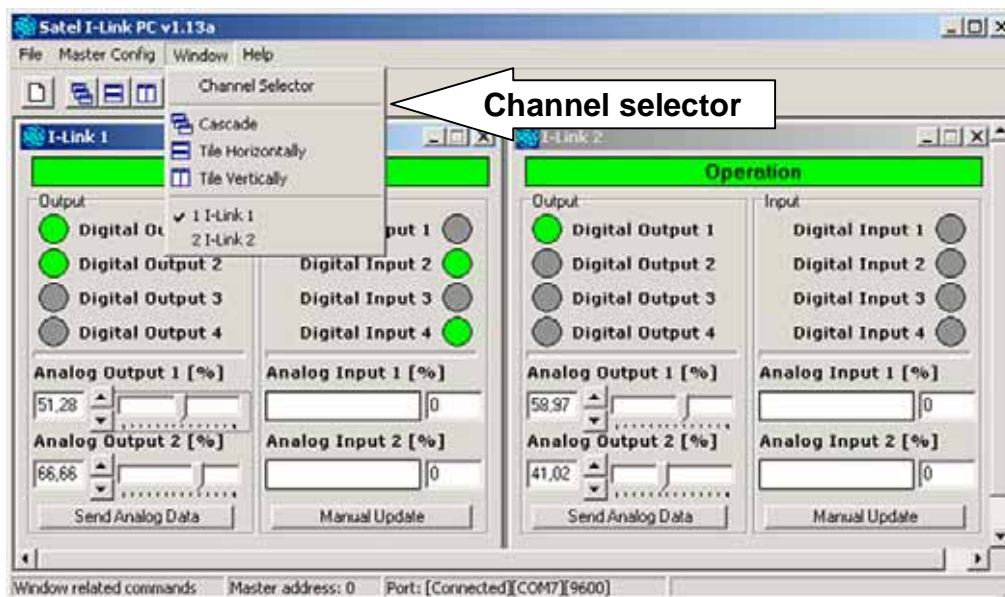 Satel I-Link PC v1.13a
File Master Config Window Help
Channel Selector
Cascade
Tile Horizontally
Tile Vertically
1 I-Link 1
2 I-Link 2
Channel selector
I-Link 1
Output
Digital Output 2
Digital Output 3
Digital Output 4
Digital Input 2
Digital Input 3
Digital Input 4
Analog Output 1 [%]
51,28
Analog Output 2 [%]
66,66
Send Analog Data
Analog Input 1 [%]
0
Analog Input 2 [%]
0
Manual Update
I-Link 2
Operation
Output
Digital Output 1
Digital Output 2
Digital Output 3
Digital Output 4
Input
Digital Input 1
Digital Input 2
Digital Input 3
Digital Input 4
Analog Output 1 [%]
58,97
Analog Output 2 [%]
41,02
Send Analog Data
Analog Input 1 [%]
0
Analog Input 2 [%]
0
Manual Update
Window related commands Master address: 0 Port: [Connected][COM7][9600]